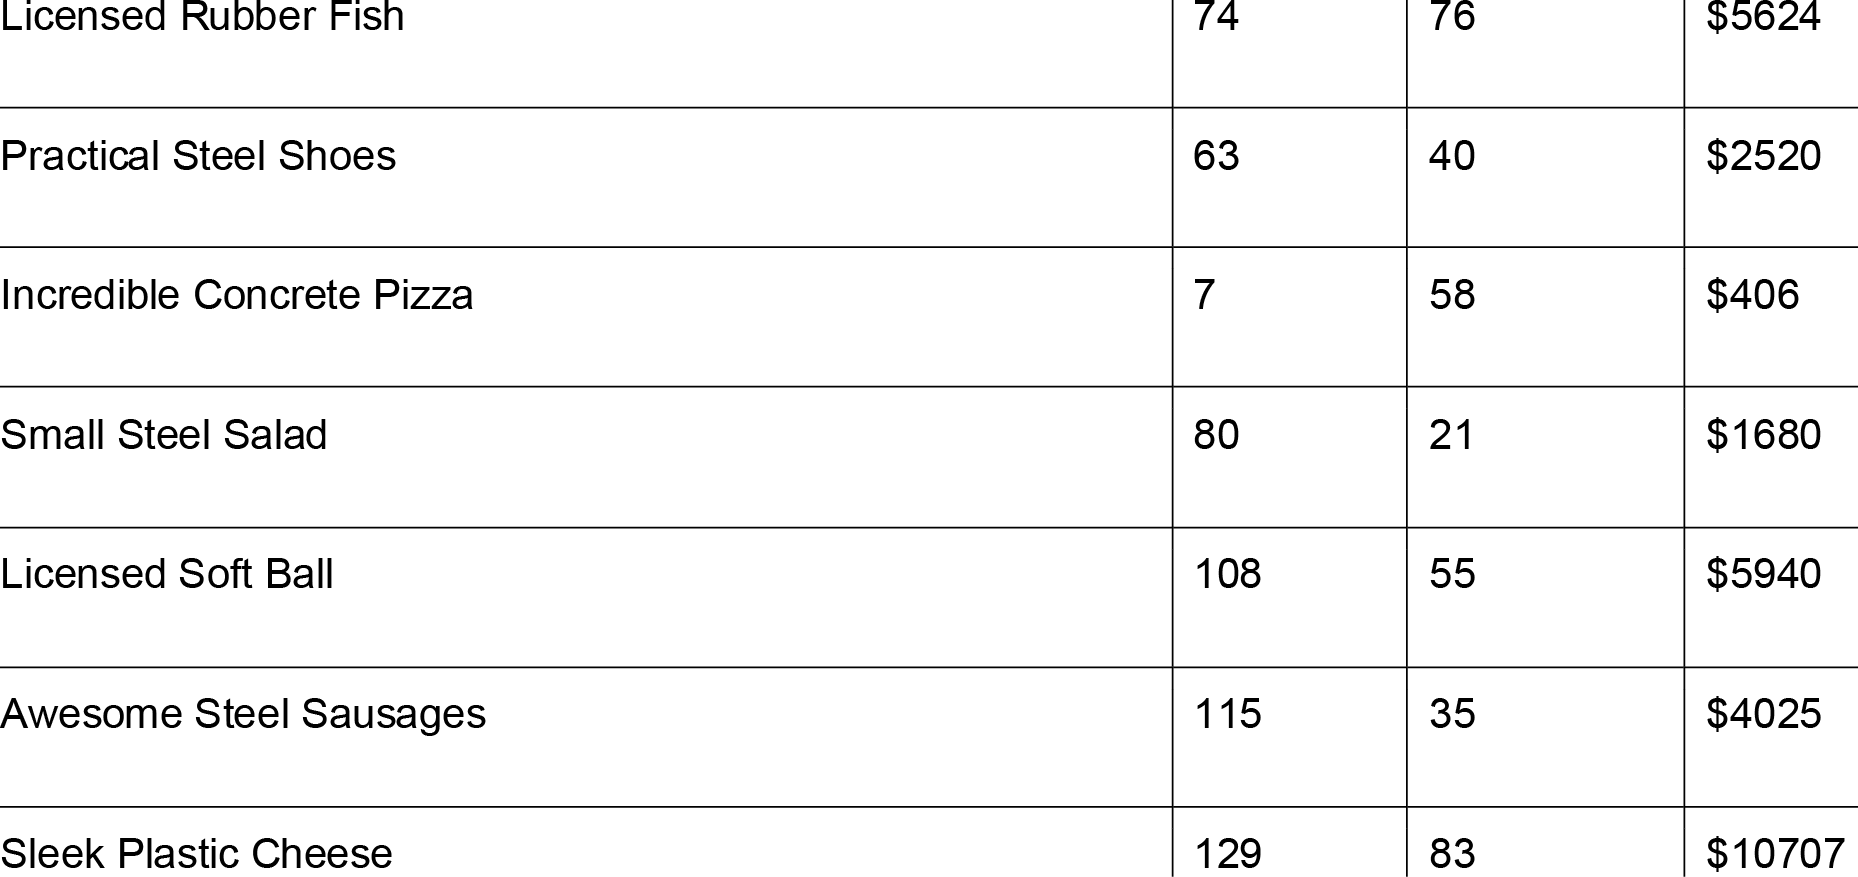 Licensed Rubber Fish 74 76 $5624
Practical Steel Shoes 63 40 $2520
Incredible Concrete Pizza 7 58 $406
Small Steel Salad 80 21 $1680
Licensed Soft Ball 108 55 $5940
Awesome Steel Sausages 115 35 $4025
Sleek Plastic Cheese 129 83 $10707